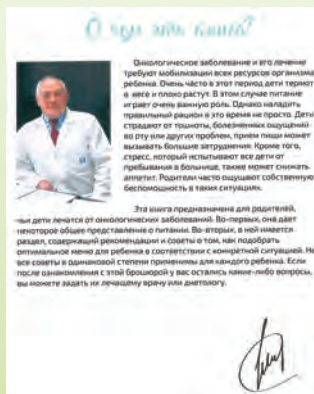 О чем эта книга?
Онкологическое заболевание и его лечение
требуют мобилизации всех ресурсов организма
ребенка. Очень часто в этот период дети теряют
в весе и плохо растут. В этом случае питание
играет очень важную роль. Однако наладить
правильный рацион в это время не просто. Дети
страдают от тошноты, болезненных ощущений
во рту или других проблем, прием пищи может
вызывать большие затруднения. Кроме того,
стресс, который испытывают все дети от
пребывания в больнице, также может снижать
аппетит. Родители часто ощущают собственную
беспомощность в таких ситуациях.
Эта книга предназначена для родителей,
чьи дети лечатся от онкологических заболеваний. Во-первых, она дает
некоторое общее представление о питании. Во-вторых, в ней имеется
раздел, содержащий рекомендации и советы о том, как подобрать
оптимальное меню для ребенка в соответствии с конкретной ситуацией. Не
все советы в одинаковой степени применимы для каждого ребенка. Если
после ознакомления с этой брошюрой у вас остались какие-либо вопросы,
вы можете задать их лечащему врачу или диетологу.